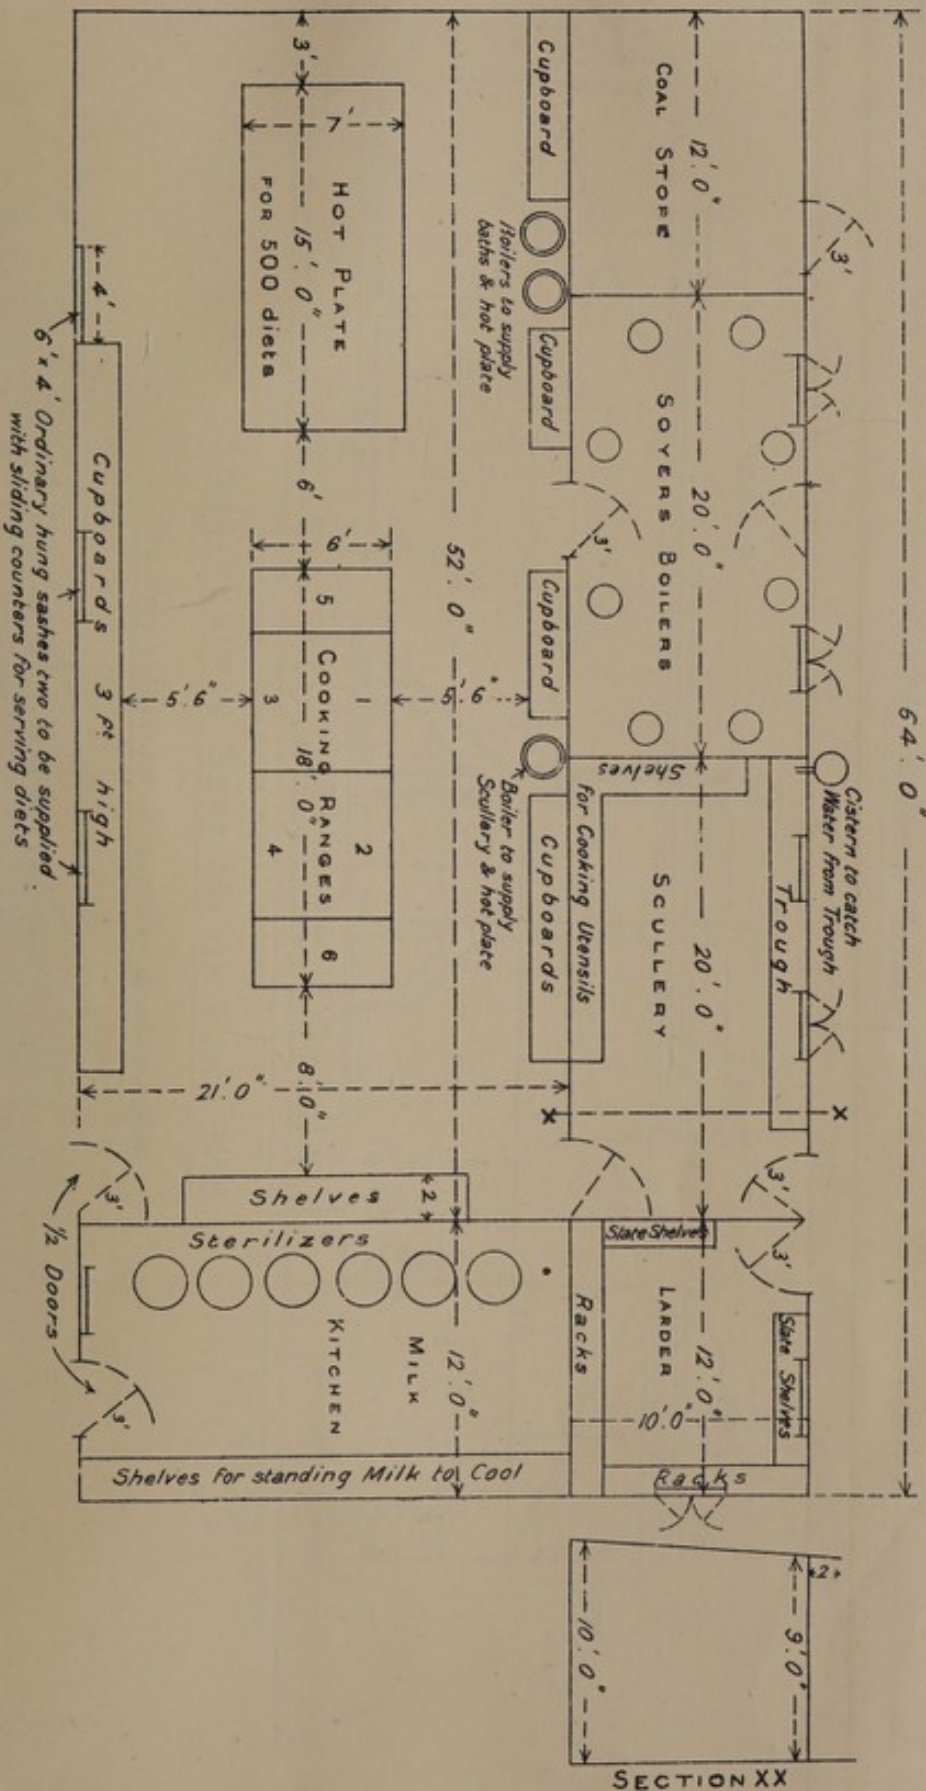 64'. 0"
COAL STORE
12'. 0"
3'
SOYERS BOILERS
20'. 0"
3'
Cistern to catch
Water from Trough
Trough
Shelves
For Cooking Utensils
SCULLERY
20'. 0"
X
X
3'
3'
Slate Shelves
Slate Shelves
LARDER
12'. 0"
10'. 0"
Racks
Racks
Cupboard
Boilers to supply
baths & hot plate
Cupboard
Cupboard
Boiler to supply
Scullery & hot plate
Cupboards
52'. 0"
3'
7'
HOT PLATE
15'. 0"
FOR 500 diets
6'
6'
5
COOKING RANGES
18'. 0"
1
2
3
4
6
5'.6"
5'.6"
8'.10"
21'. 0"
Shelves
2'
Sterilizers
MILK
KITCHEN
12'. 0"
Shelves for standing Milk to Cool
4'
Cupboards 3 ft high
6' x 4' Ordinary hung sashes two to be supplied
with sliding counters for serving diets
3'
½ Doors
3'
2'
9'. 0"
10'. 0"
SECTION XX